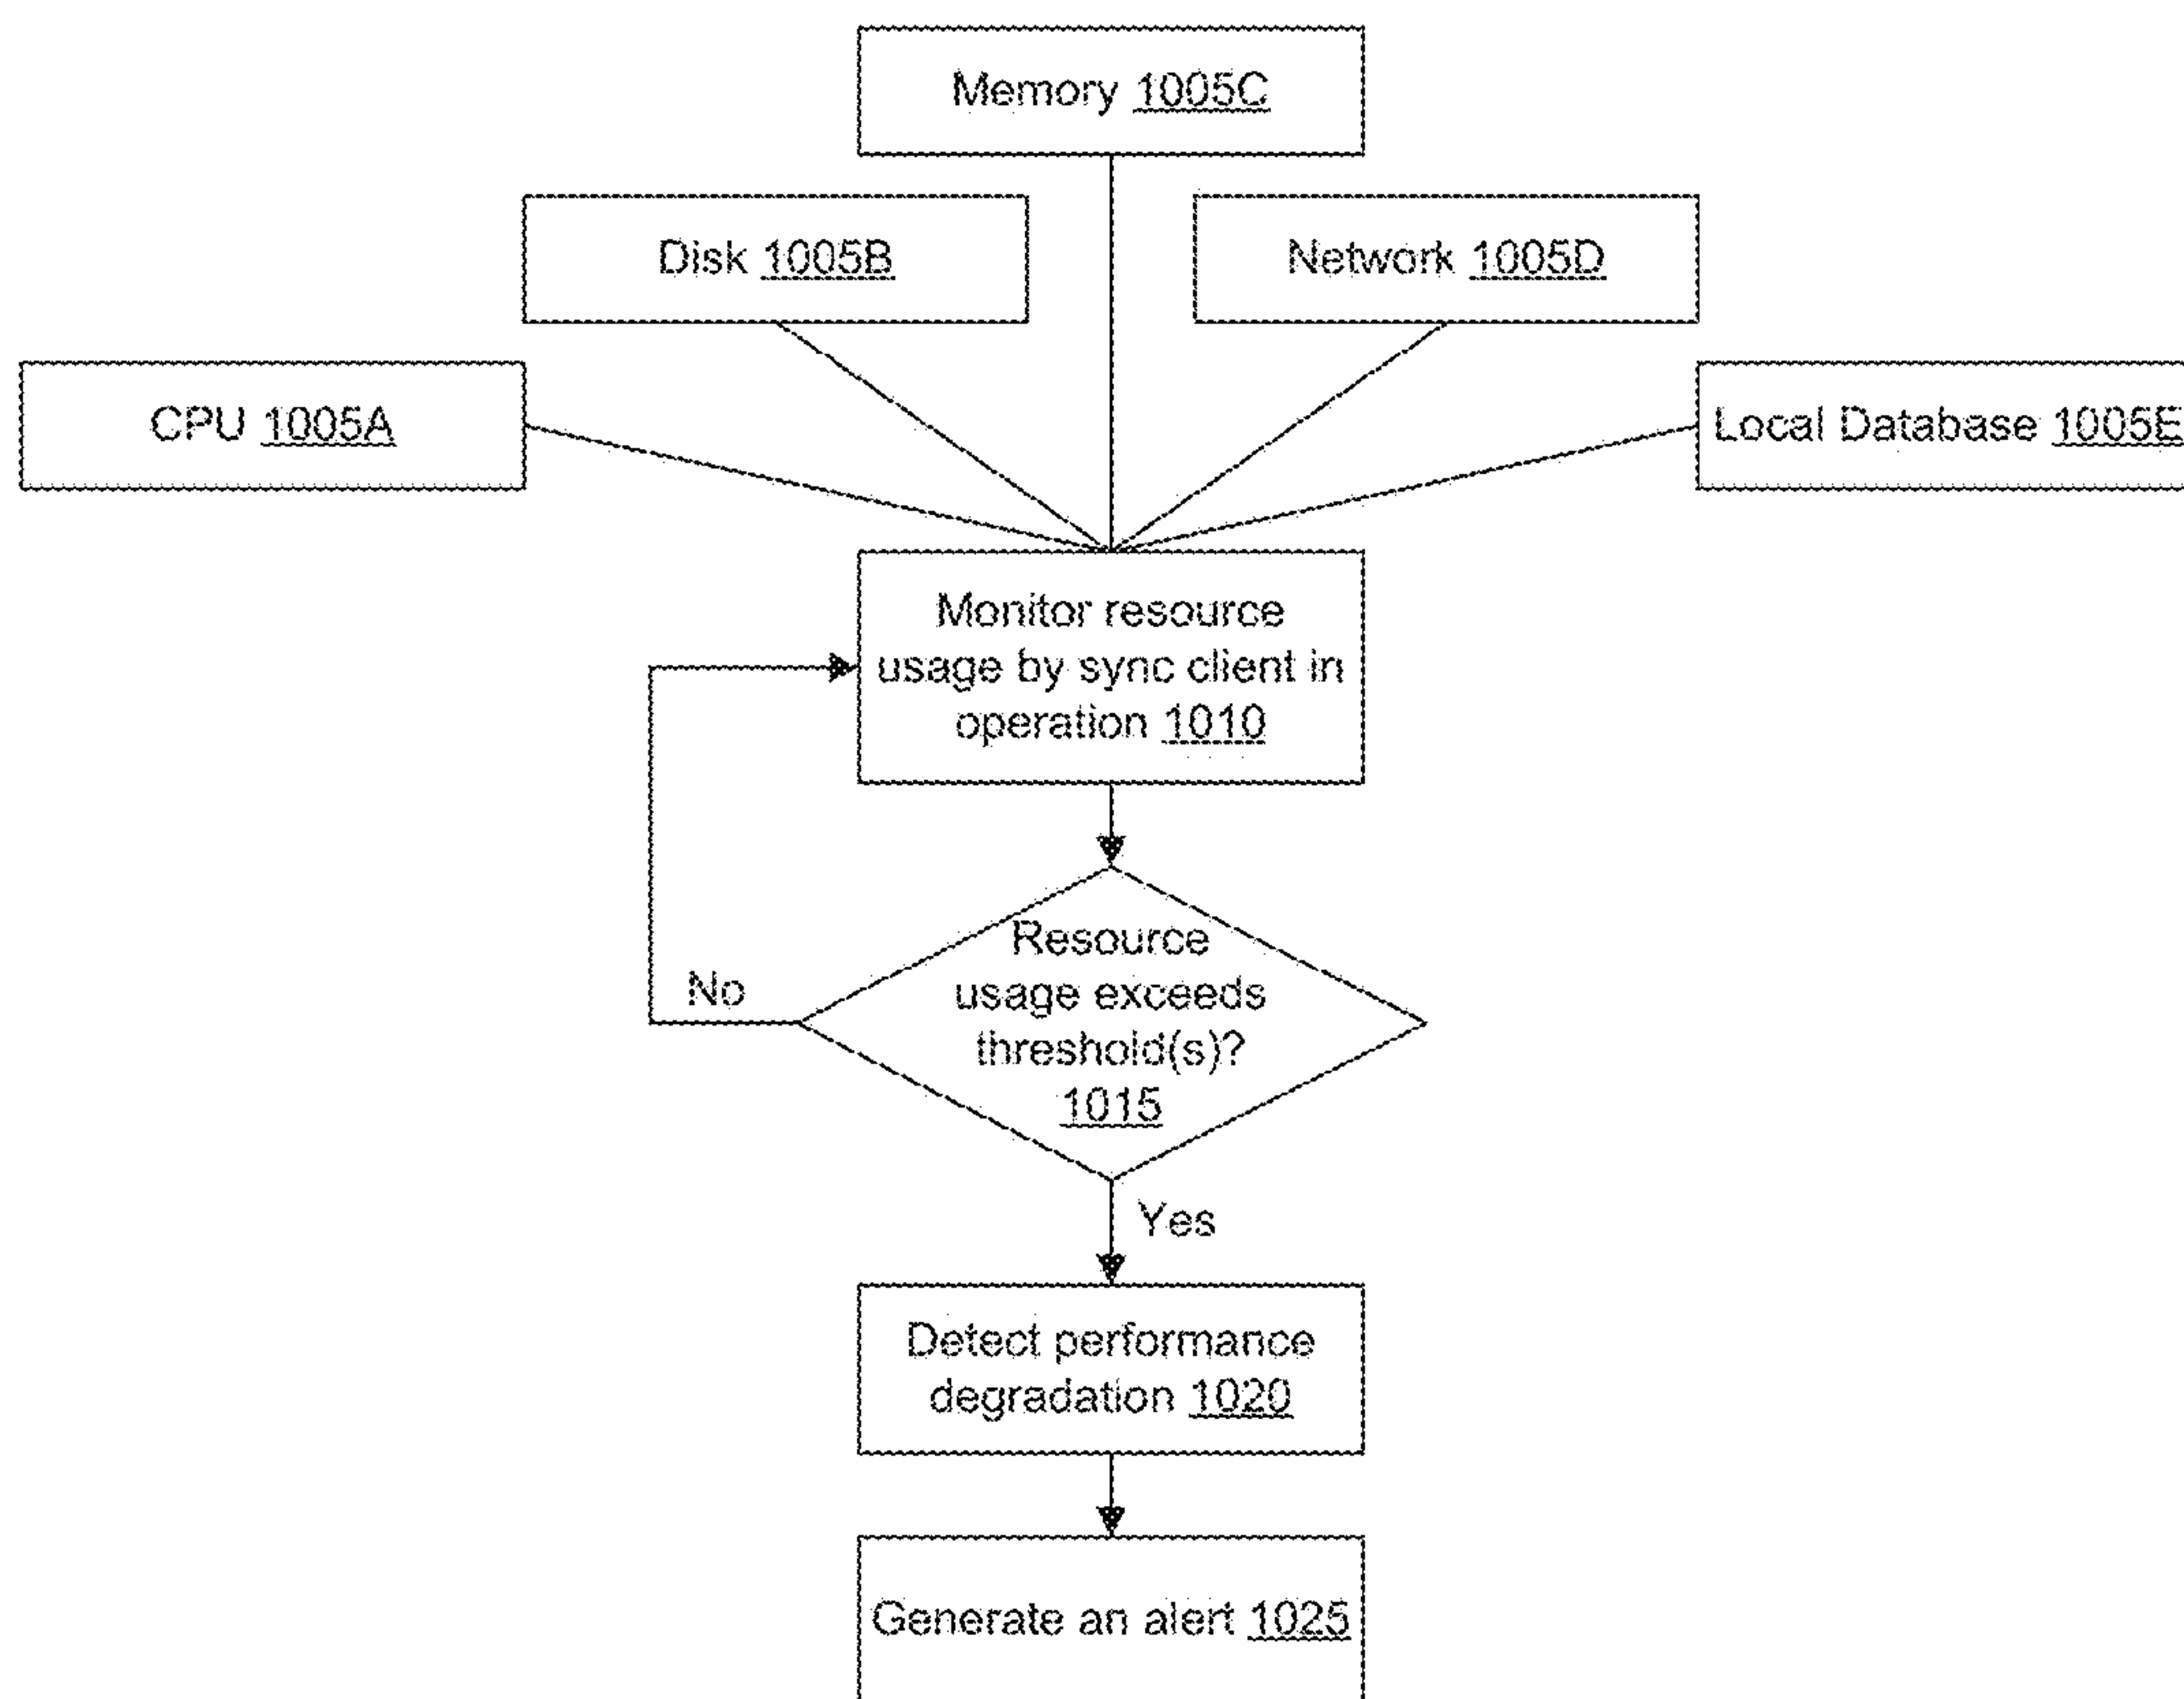 Memory 1005C
Disk 1005B
Network 1005D
CPU 1005A
Local Database 1005E
Monitor resource
usage by sync client in
operation 1010
Resource
usage exceeds
threshold(s)?
1015
No
Yes
Detect performance
degradation 1020
Generate an alert 1025